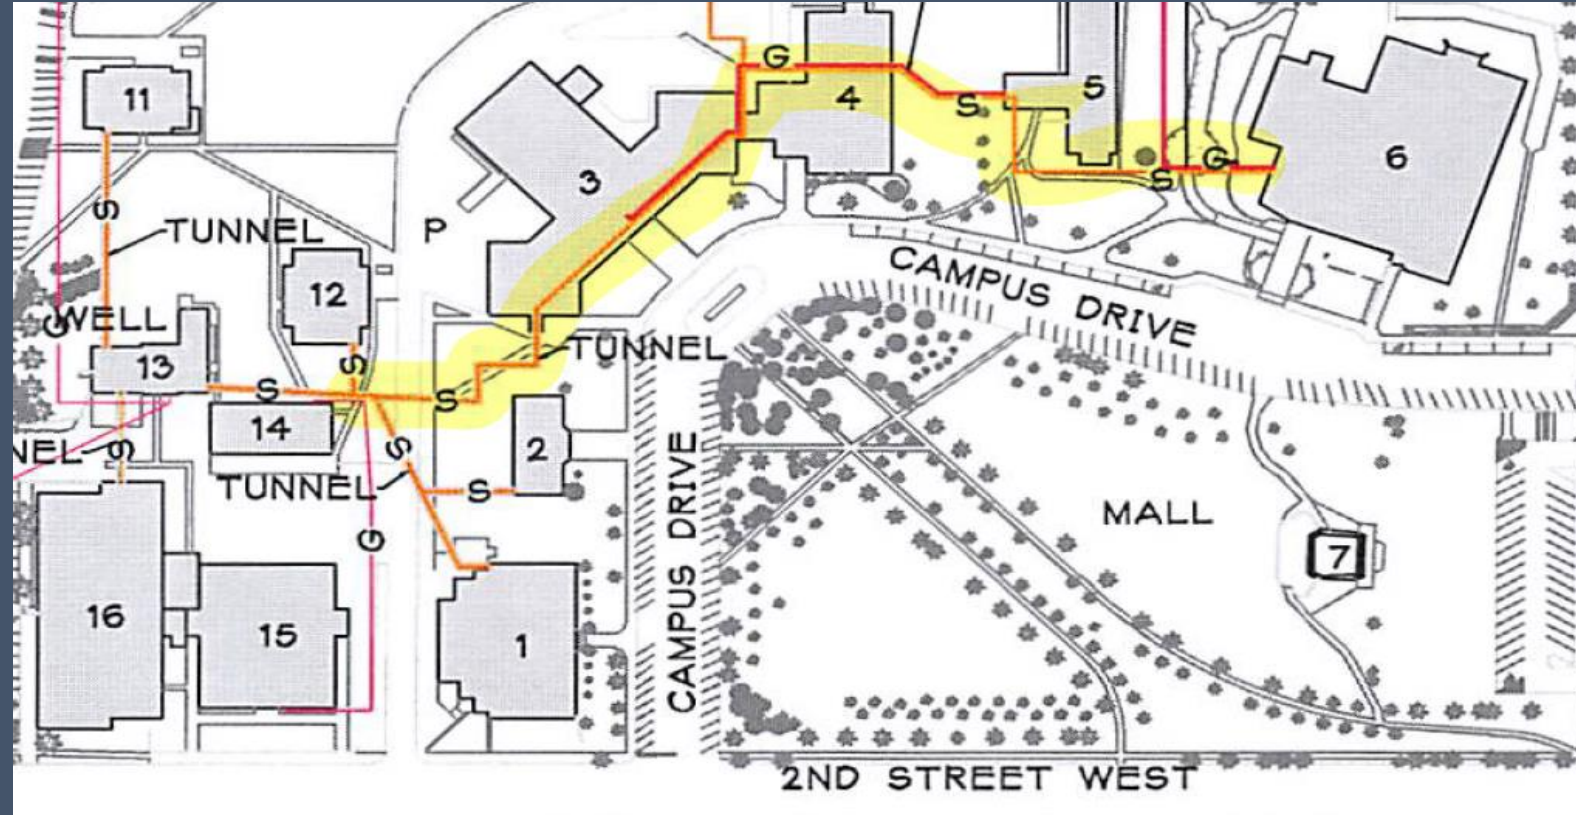 G
4
S
5
11
3
S
G
6
S
TUNNEL
P
12
CAMPUS DRIVE
WELL
G
13
S
TUNNEL
S
S
14
S
2
NEL
S
TUNNEL
S
CAMPUS DRIVE
MALL
G
7
16
15
1
2ND STREET WEST